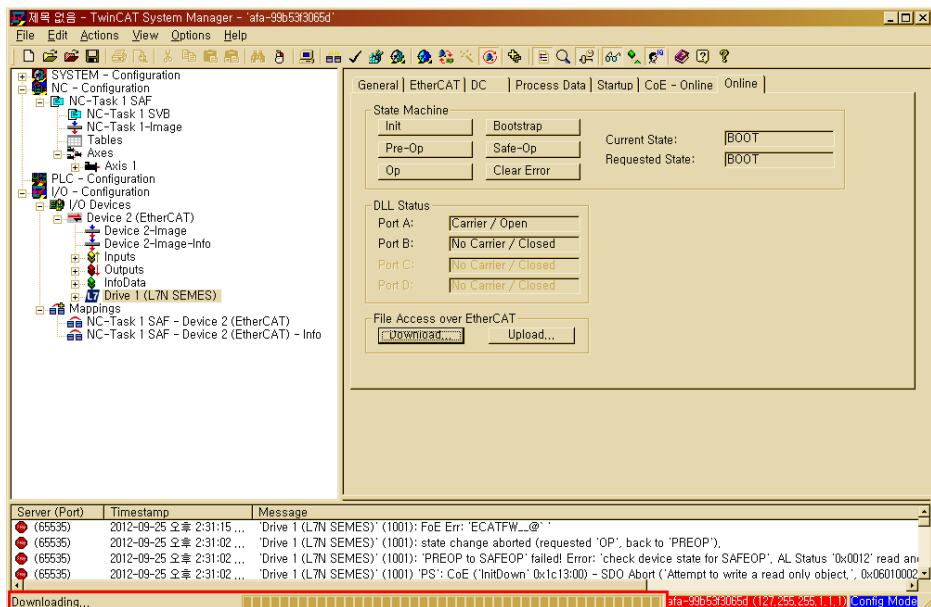 제목 없음 - TwinCAT System Manager - 'afa-99b53f3065d'
File Edit Actions View Options Help
SYSTEM - Configuration
NC - Configuration
NC-Task 1 SAF
NC-Task 1 SVB
NC-Task 1-Image
Tables
Axes
Axis 1
PLC - Configuration
I/O - Configuration
I/O Devices
Device 2 (EtherCAT)
Device 2-Image
Device 2-Image-Info
Inputs
Outputs
InfoData
L7 Drive 1 (L7N SEMES)
Mappings
NC-Task 1 SAF - Device 2 (EtherCAT)
NC-Task 1 SAF - Device 2 (EtherCAT) - Info
General EtherCAT DC Process Data Startup CoE - Online Online
State Machine
Init Bootstrap
Pre-Op Safe-Op
Op Clear Error
Current State: BOOT
Requested State: BOOT
DLL Status
Port A: Carrier / Open
Port B: No Carrier / Closed
Port C: No Carrier / Closed
Port D: No Carrier / Closed
File Access over EtherCAT
Download... Upload...
Server (Port) Timestamp Message
(65535) 2012-09-25 오후 2:31:15 ... 'Drive 1 (L7N SEMES)' (1001): FoE Err: 'ECATFW__@' '
(65535) 2012-09-25 오후 2:31:02 ... 'Drive 1 (L7N SEMES)' (1001): state change aborted (requested 'OP', back to 'PREOP').
(65535) 2012-09-25 오후 2:31:02 ... 'Drive 1 (L7N SEMES)' (1001): 'PREOP to SAFEOP' failed! Error: 'check device state for SAFEOP', AL Status '0x0012' read and
(65535) 2012-09-25 오후 2:31:02 ... 'Drive 1 (L7N SEMES)' (1001) 'PS': CoE ('InitDown' 0x1c13:00) - SDO Abort ('Attempt to write a read only object.', 0x06010002
Downloading... afa-99b53f3065d (127.255.255.1.1.1) Config Mode